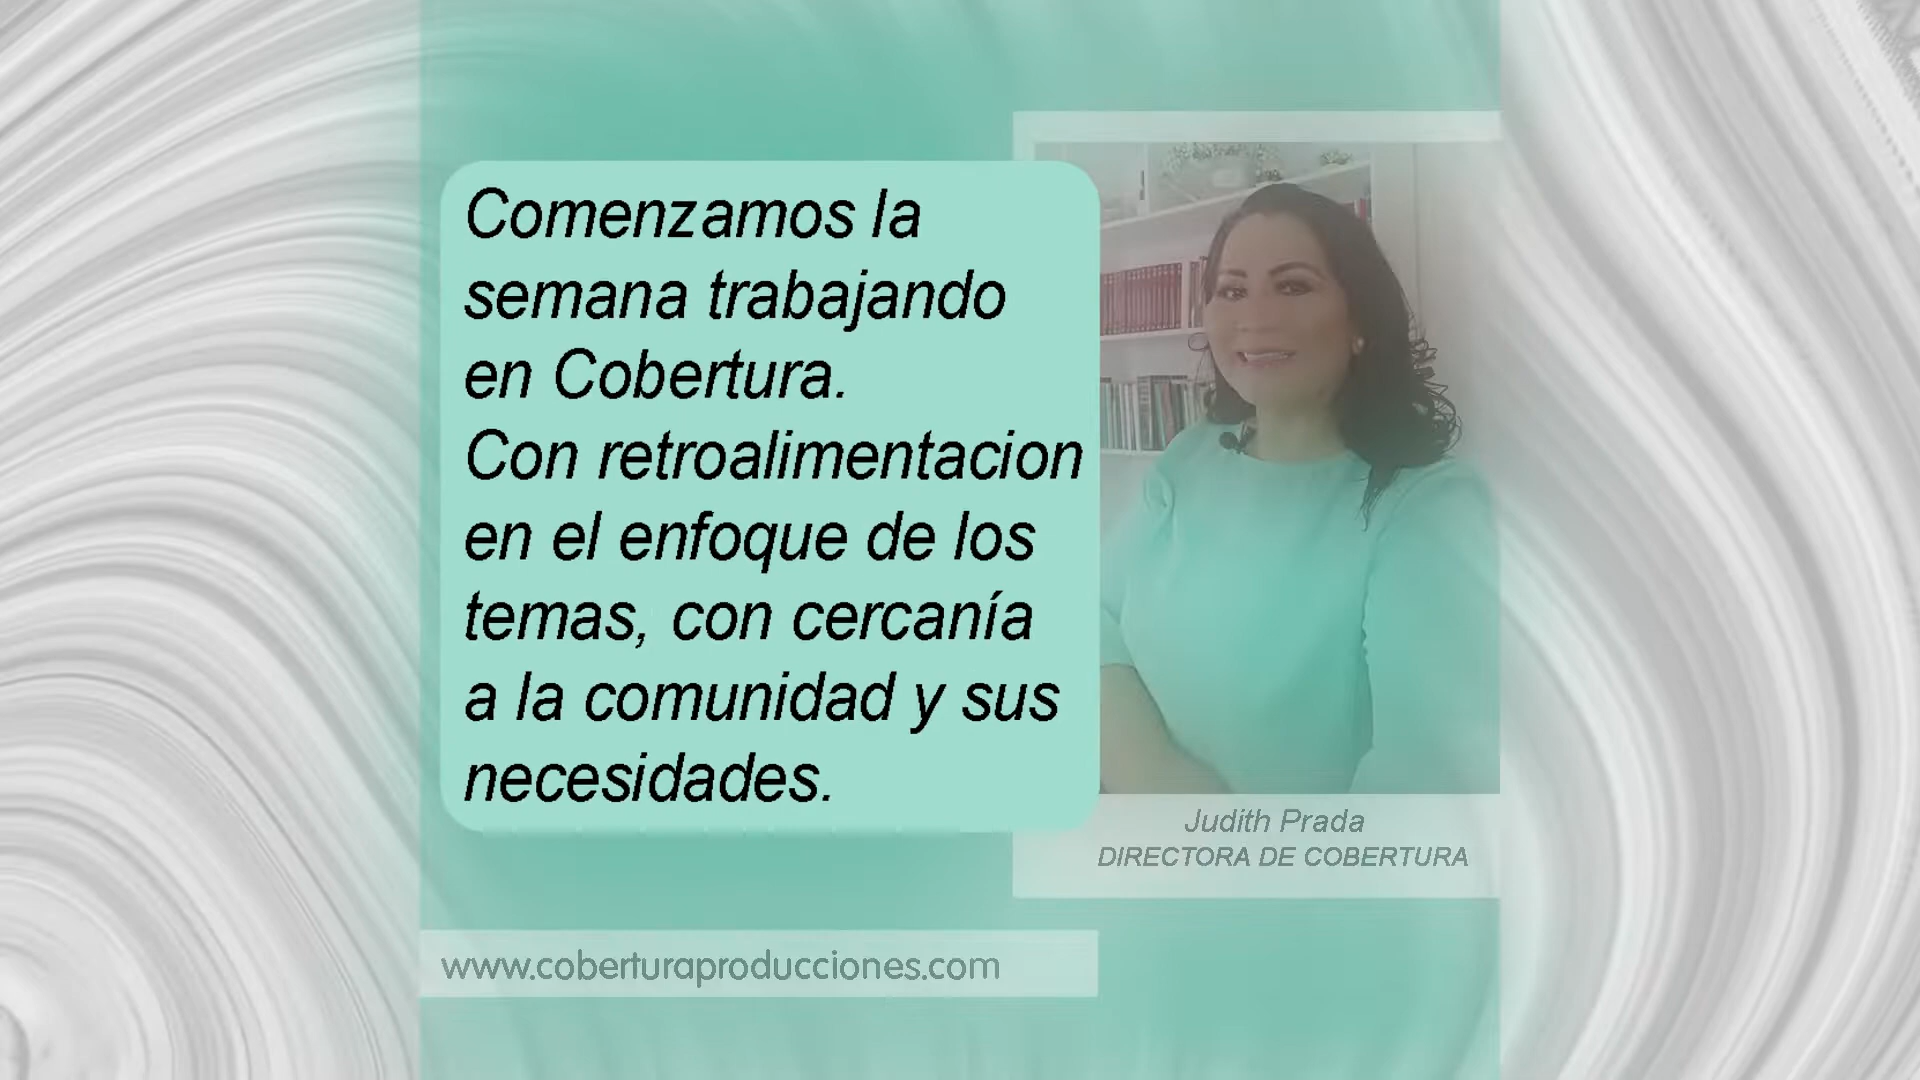 Comenzamos la
semana trabajando
en Cobertura.
Con retroalimentacion
en el enfoque de los
temas, con cercanía
a la comunidad y sus
necesidades.
Judith Prada
DIRECTORA DE COBERTURA
www.coberturaproducciones.com